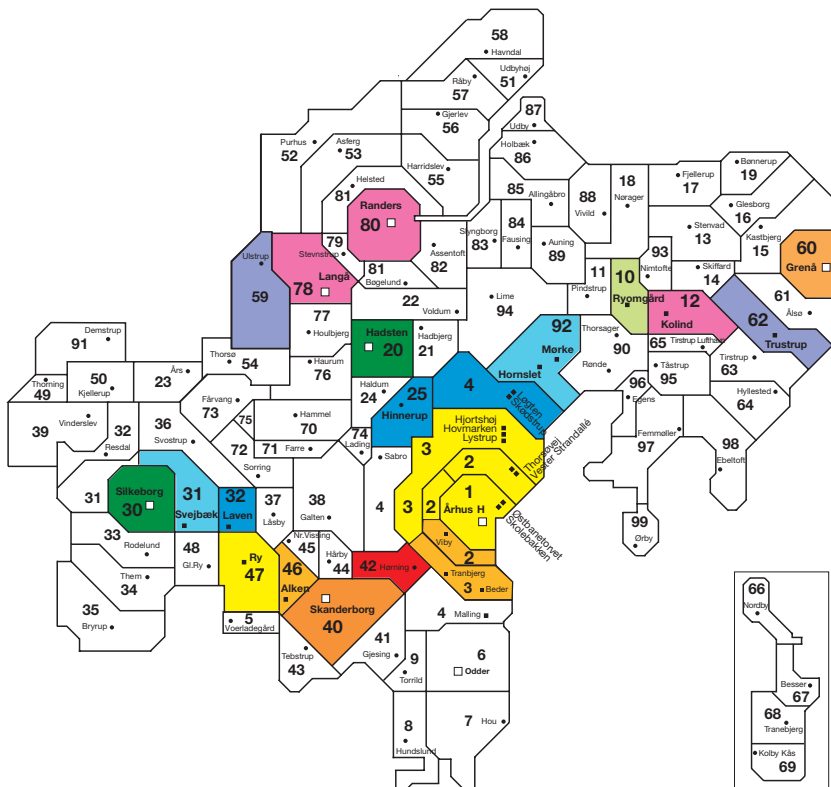 58
Havndal
Udbyhøj
51
Råby
57
Gjerlev
56
87
Udby
Holbæk
86
Purhus
52
Asferg
53
Harridslev
55
Helsted
81
Randers
80
85
Allingåbro
88
Vivild
18
Nørager
Fjellerup
17
Bønnerup
19
Glesborg
16
Stenvad
13
Kastbjerg
15
60
Grenå
Ulstrup
59
79
Stevnstrup
78
Langå
81
Bøgelund
Assentoft
82
Slyngborg
83
84
Fausing
Auning
89
93
Nimtofte
Skiffard
14
11
Pindstrup
10
Ryomgård
12
Kolind
61
Ålsø
62
Trustrup
22
Voldum
Lime
94
77
Houlbjerg
Hadsten
20
Hadbjerg
21
92
Mørke
Hornslet
Thorsager
90
Rønde
65
Tirstrup Lufthavn
Tåstrup
95
Tirstrup
63
Hyllested
64
Demstrup
91
Thorsø
54
Haurum
76
Års
23
Thorning
49
50
Kjellerup
Haldum
24
25
Hinnerup
4
Løgten
Skødstrup
96
Egens
Femmøller
97
98
Ebeltoft
99
Ørby
39
Vinderslev
32
Resdal
36
Svostrup
Fårvang
73
75
72
Sorring
Hammel
70
71
Farre
74
Lading
Sabro
3
Hjortshøj
Hovmarken
Lystrup
2
Thorsøvej
Vester Strandallé
1
Århus H
Østbanetorvet
Skolebakken
31
Silkeborg
30
31
Svejbæk
32
Laven
37
Låsby
38
Galten
4
3
2
Viby
2
33
Rodelund
Them
34
48
Gl.Ry
Ry
47
Nr.Vissing
45
46
Alken
Hårby
44
42
Hørning
Tranbjerg
3
Beder
35
Bryrup
5
Voerladegård
Skanderborg
40
4
Malling
Tebstrup
43
41
Gjesing
9
Torrild
6
Odder
8
Hundslund
7
Hou
66
Nordby
Besser
67
68
Tranebjerg
Kolby Kås
69